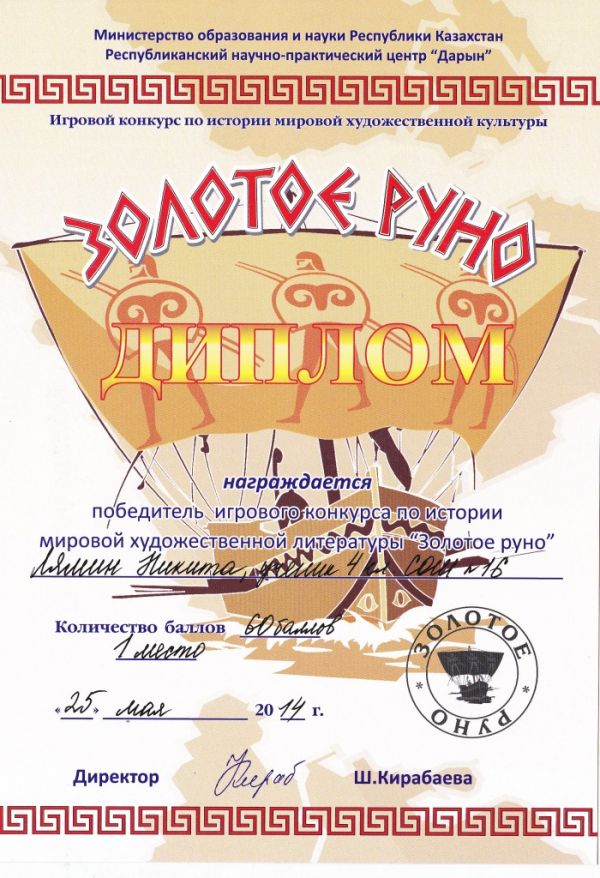 Министерство образования и науки Республики Казахстан
Республиканский научно-практический центр “Дарын”
Игровой конкурс по истории мировой художественной культуры
ЗОЛОТОЕ РУНО
ДИПЛОМ
награждается
победитель игрового конкурса по истории
мировой художественной литературы “Золотое руно”
Лямин Никита, ученик 4 кл СОШ №16
Количество баллов 60 баллов
1 место
«25» мая 2014 г.
ЗОЛОТОЕ
* *
РУНО
Директор Ш.Кирабаева